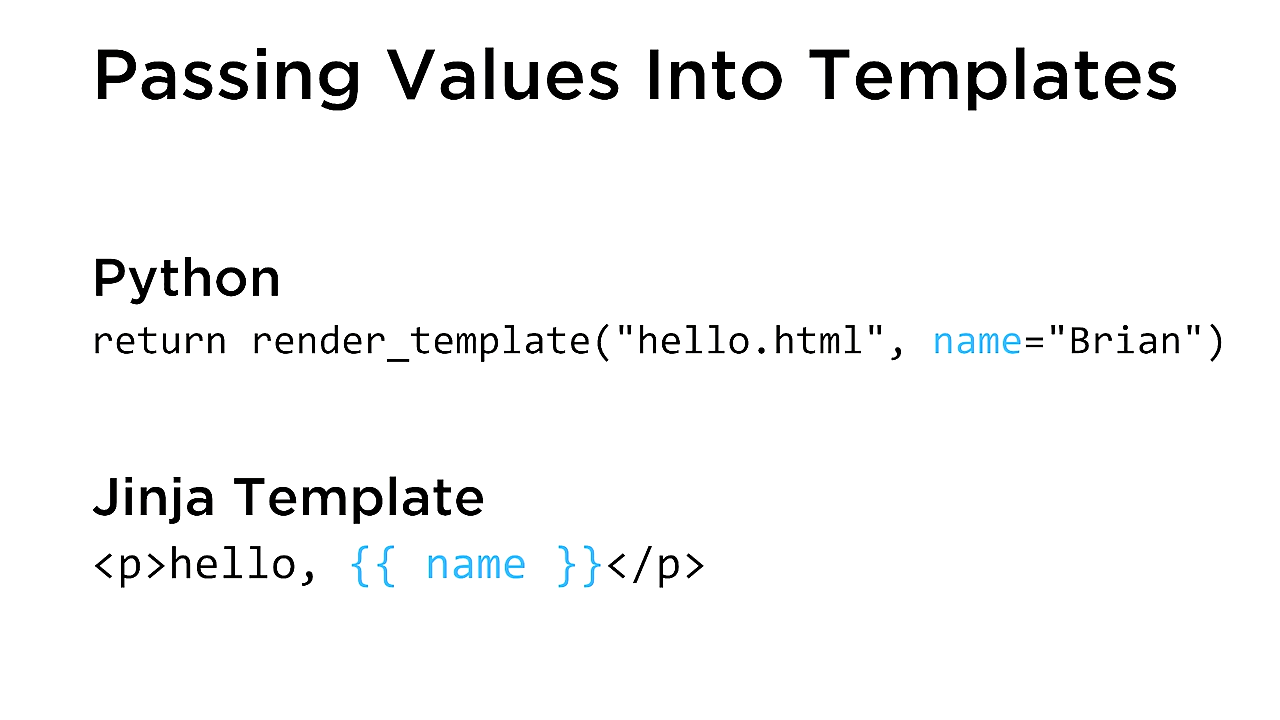 Passing Values Into Templates
Python
return render_template("hello.html", name="Brian")
Jinja Template
<p>hello, {{ name }}</p>